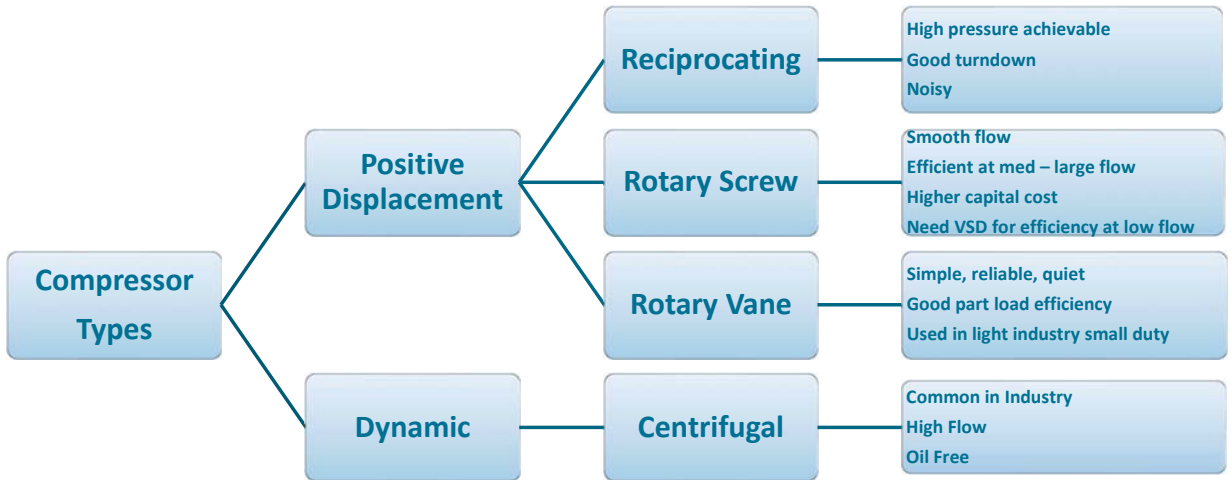 Compressor
Types
Positive
Displacement
Dynamic
Reciprocating
Rotary Screw
Rotary Vane
Centrifugal
High pressure achievable
Good turndown
Noisy
Smooth flow
Efficient at med – large flow
Higher capital cost
Need VSD for efficiency at low flow
Simple, reliable, quiet
Good part load efficiency
Used in light industry small duty
Common in Industry
High Flow
Oil Free